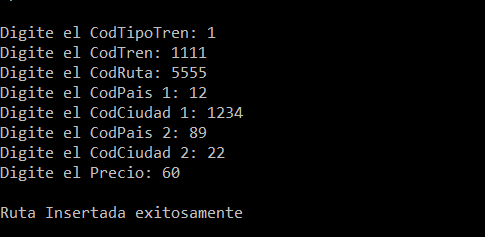 Digite el CodTipoTren: 1
Digite el CodTren: 1111
Digite el CodRuta: 5555
Digite el CodPais 1: 12
Digite el CodCiudad 1: 1234
Digite el CodPais 2: 89
Digite el CodCiudad 2: 22
Digite el Precio: 60
Ruta Insertada exitosamente